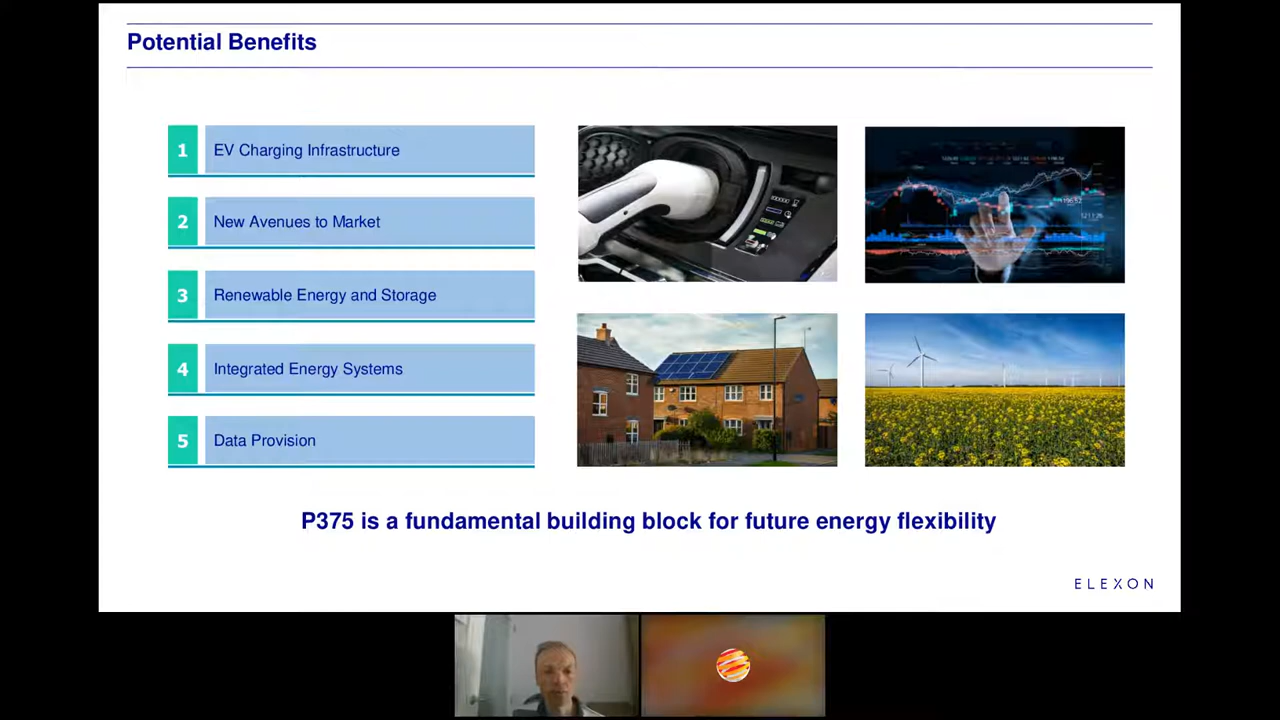 Potential Benefits
1 EV Charging Infrastructure
2 New Avenues to Market
3 Renewable Energy and Storage
4 Integrated Energy Systems
5 Data Provision
P375 is a fundamental building block for future energy flexibility
ELEXON